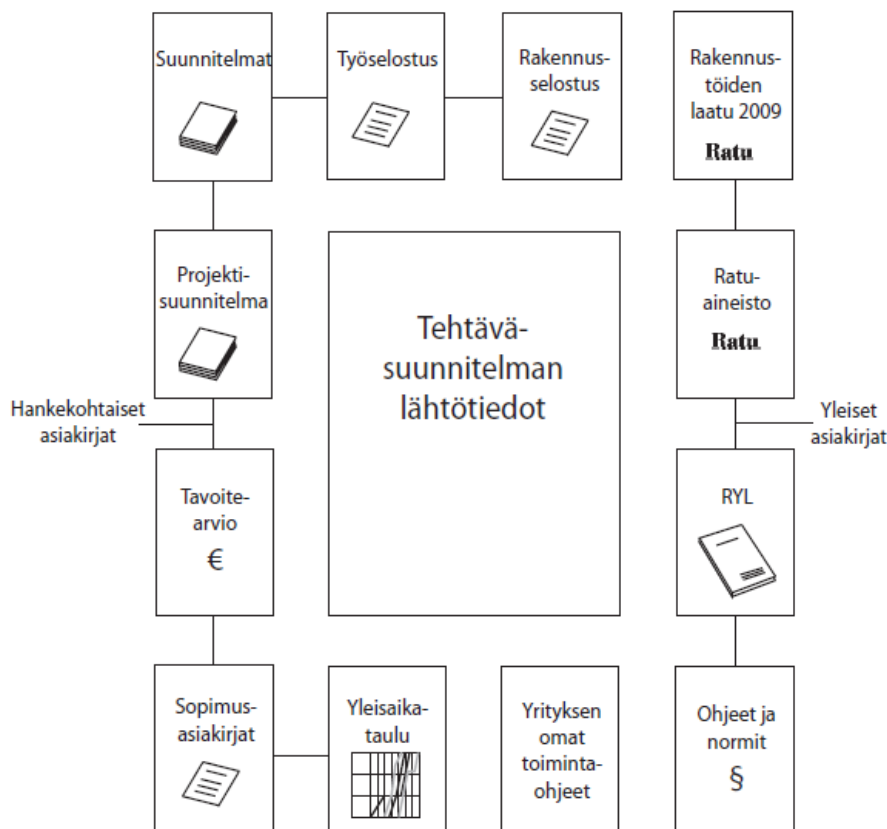 Suunnitelmat
Työselostus
Rakennus-
selostus
Rakennus-
töiden
laatu 2009
Ratu
Projekti-
suunnitelma
Tehtävä-
suunnitelman
lähtötiedot
Ratu-
aineisto
Ratu
Hankekohtaiset
asiakirjat
Yleiset
asiakirjat
Tavoite-
arvio
€
RYL
Sopimus-
asiakirjat
Yleisaika-
taulu
Yrityksen
omat
toiminta-
ohjeet
Ohjeet ja
normit
§